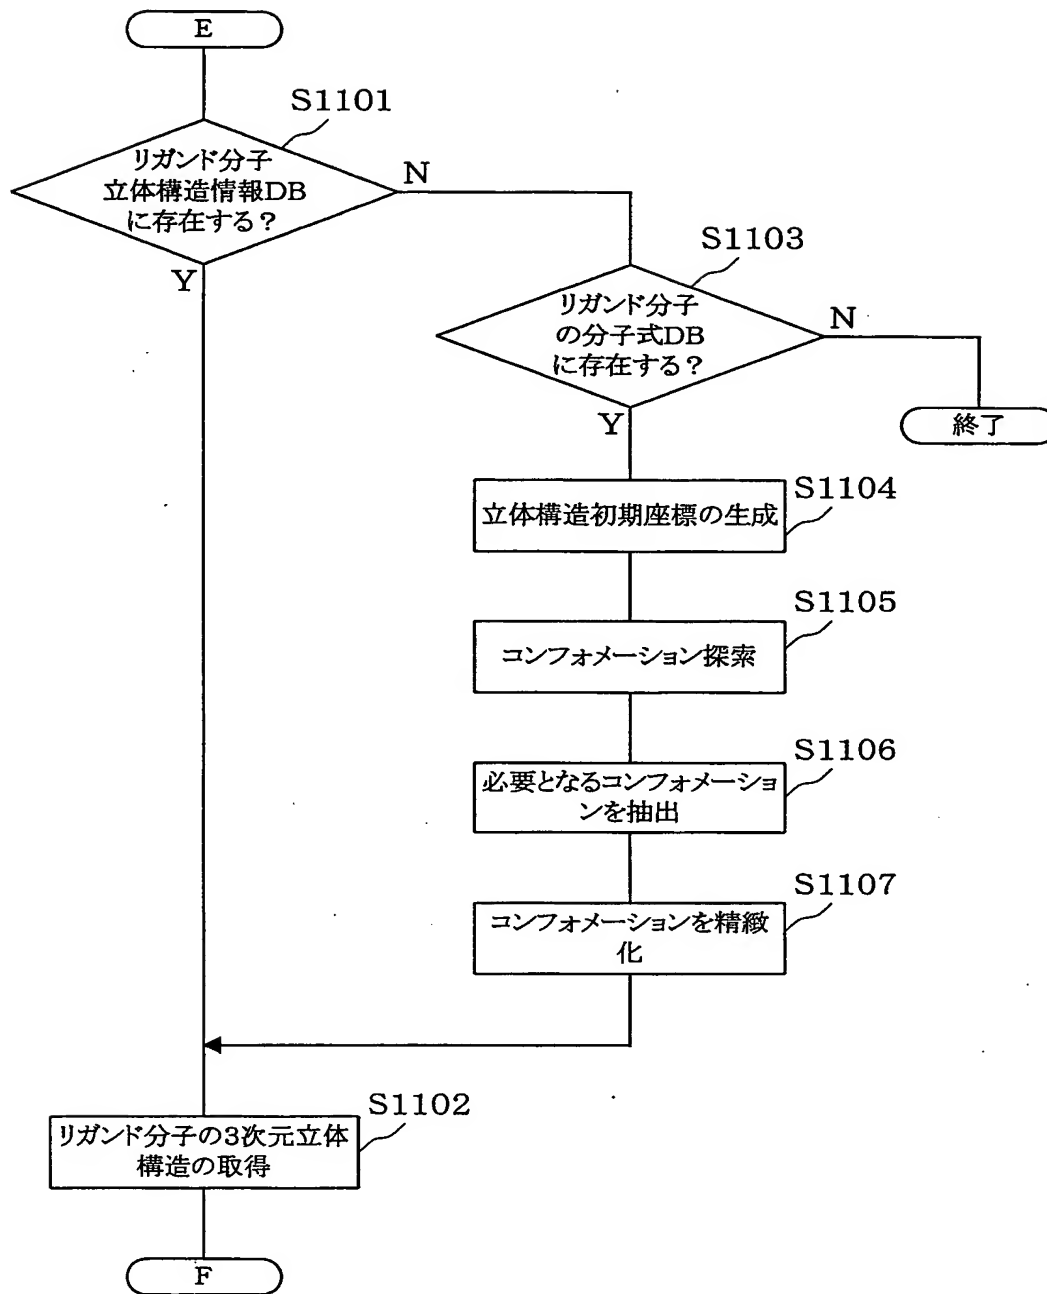 E
S1101
リガンド分子
立体構造情報DB
に存在する?
N
Y
S1103
リガンド分子
の分子式DB
に存在する?
N
Y
終了
S1104
立体構造初期座標の生成
S1105
コンフォメーション探索
S1106
必要となるコンフォメーショ
ンを抽出
S1107
コンフォメーションを精緻
化
S1102
リガンド分子の3次元立体
構造の取得
F